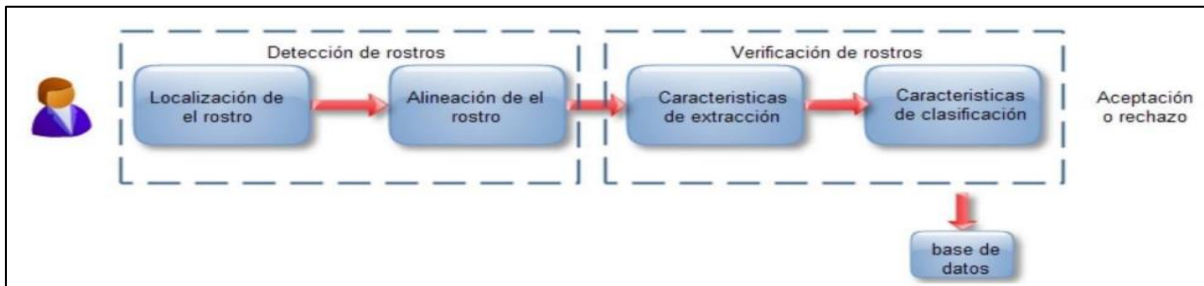 Detección de rostros
Localización de
el rostro
Alineación de el
rostro
Verificación de rostros
Caracteristicas
de extracción
Caracteristicas
de clasificación
Aceptación
o rechazo
base de
datos